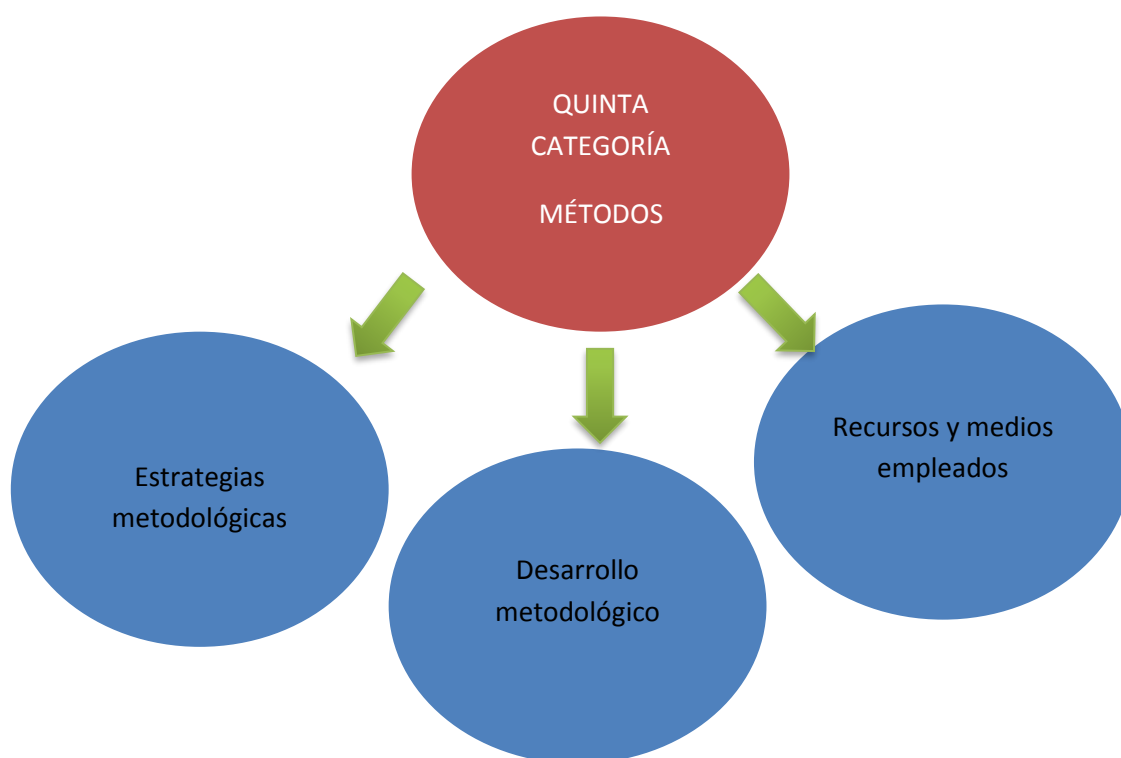 QUINTA
CATEGORÍA
MÉTODOS
Estrategias
metodológicas
Desarrollo
metodológico
Recursos y medios
empleados